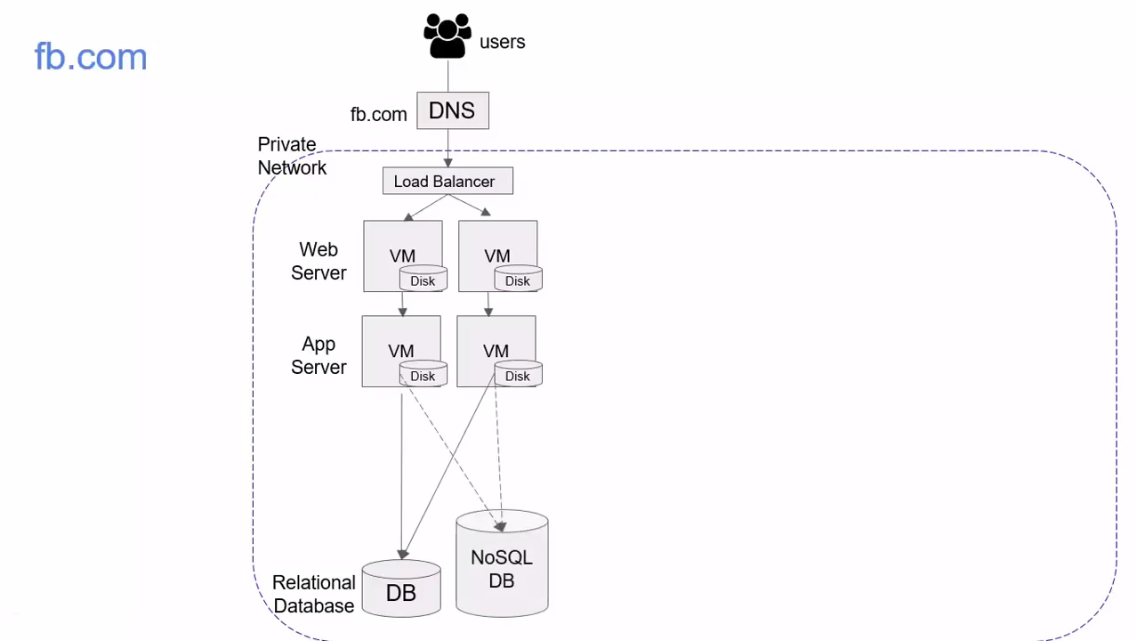 fb.com
users
fb.com
DNS
Private
Network
Load Balancer
Web
Server
VM
Disk
VM
Disk
App
Server
VM
Disk
VM
Disk
Relational
Database
DB
NoSQL
DB